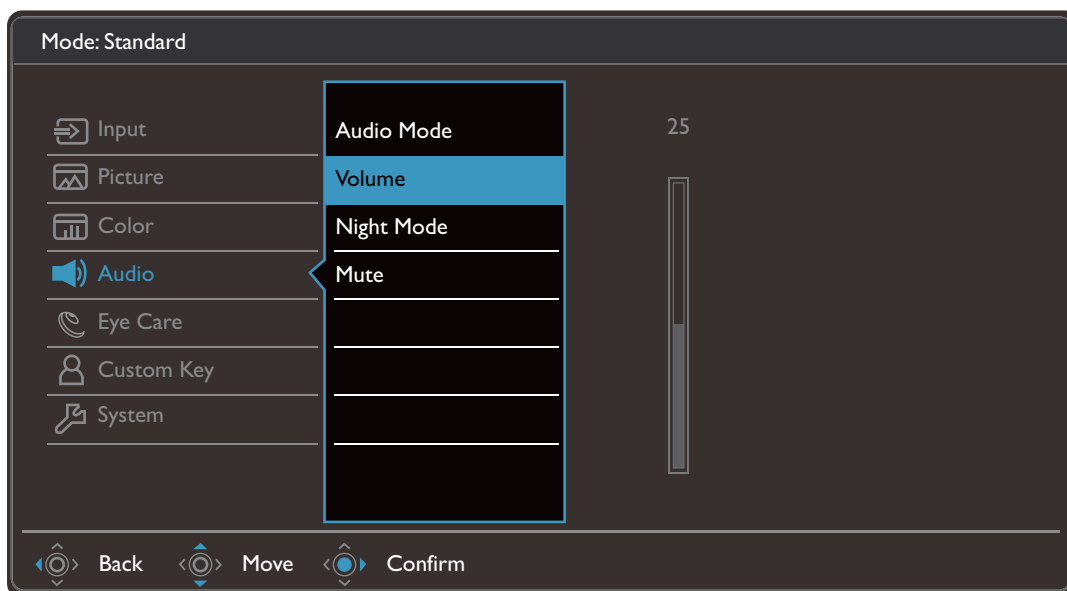 Mode: Standard
Input
Picture
Color
Audio
Eye Care
Custom Key
System
Audio Mode
Volume
Night Mode
Mute
25
Back Move Confirm